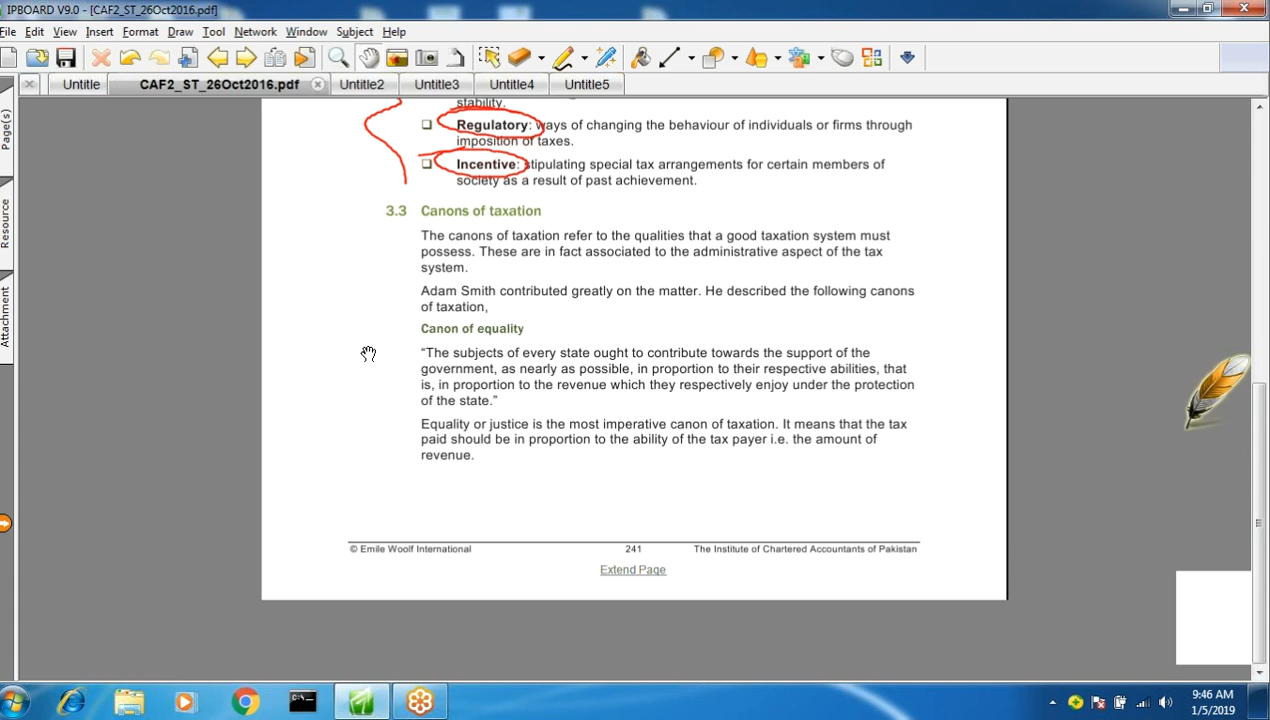 IPBOARD V9.0 - [CAF2_ST_26Oct2016.pdf]
File Edit View Insert Format Draw Tool Network Window Subject Help
Untitle CAF2_ST_26Oct2016.pdf Untitle2 Untitle3 Untitle4 Untitle5
Page(s)
Resource
Attachment
stability.
Regulatory: ways of changing the behaviour of individuals or firms through
imposition of taxes.
Incentive: stipulating special tax arrangements for certain members of
society as a result of past achievement.
3.3 Canons of taxation
The canons of taxation refer to the qualities that a good taxation system must
possess. These are in fact associated to the administrative aspect of the tax
system.
Adam Smith contributed greatly on the matter. He described the following canons
of taxation,
Canon of equality
“The subjects of every state ought to contribute towards the support of the
government, as nearly as possible, in proportion to their respective abilities, that
is, in proportion to the revenue which they respectively enjoy under the protection
of the state.”
Equality or justice is the most imperative canon of taxation. It means that the tax
paid should be in proportion to the ability of the tax payer i.e. the amount of
revenue.
© Emile Woolf International 241 The Institute of Chartered Accountants of Pakistan
Extend Page
9:46 AM
1/5/2019